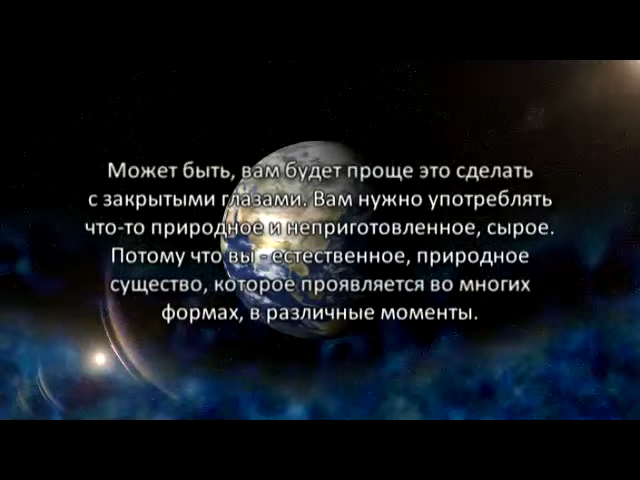 Может быть, вам будет проще это сделать
с закрытыми глазами. Вам нужно употреблять
что-то природное и неприготовленное, сырое.
Потому что вы - естественное, природное
существо, которое проявляется во многих
формах, в различные моменты.